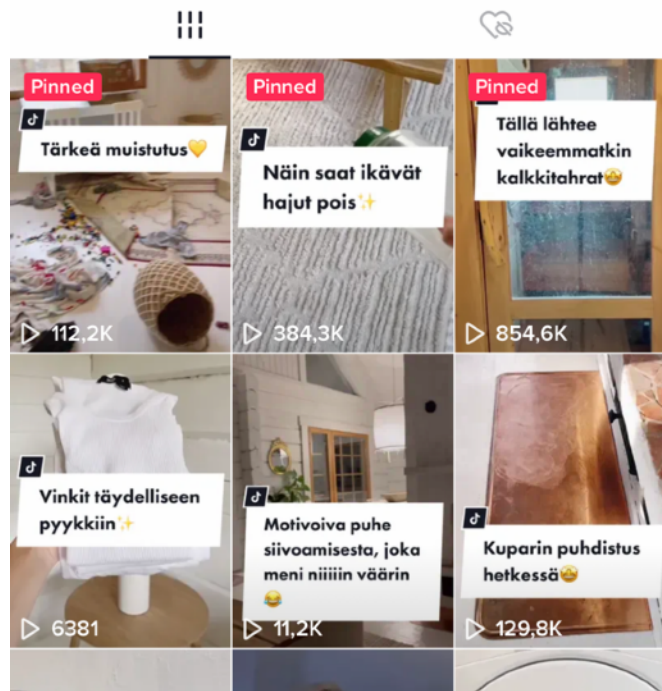 Pinned
Tärkeä muistutus💛
112,2K
Pinned
Näin saat ikävät
hajut pois✨
384,3K
Pinned
Tällä lähtee
vaikeemmatkin
kalkkitahrat🤩
854,6K
Vinkit täydelliseen
pyykkiin✨
6381
Motivoiva puhe
siivoamisesta, joka
meni niiiiin väärin
😂
11,2K
Kuparin puhdistus
hetkessä🤩
129,8K